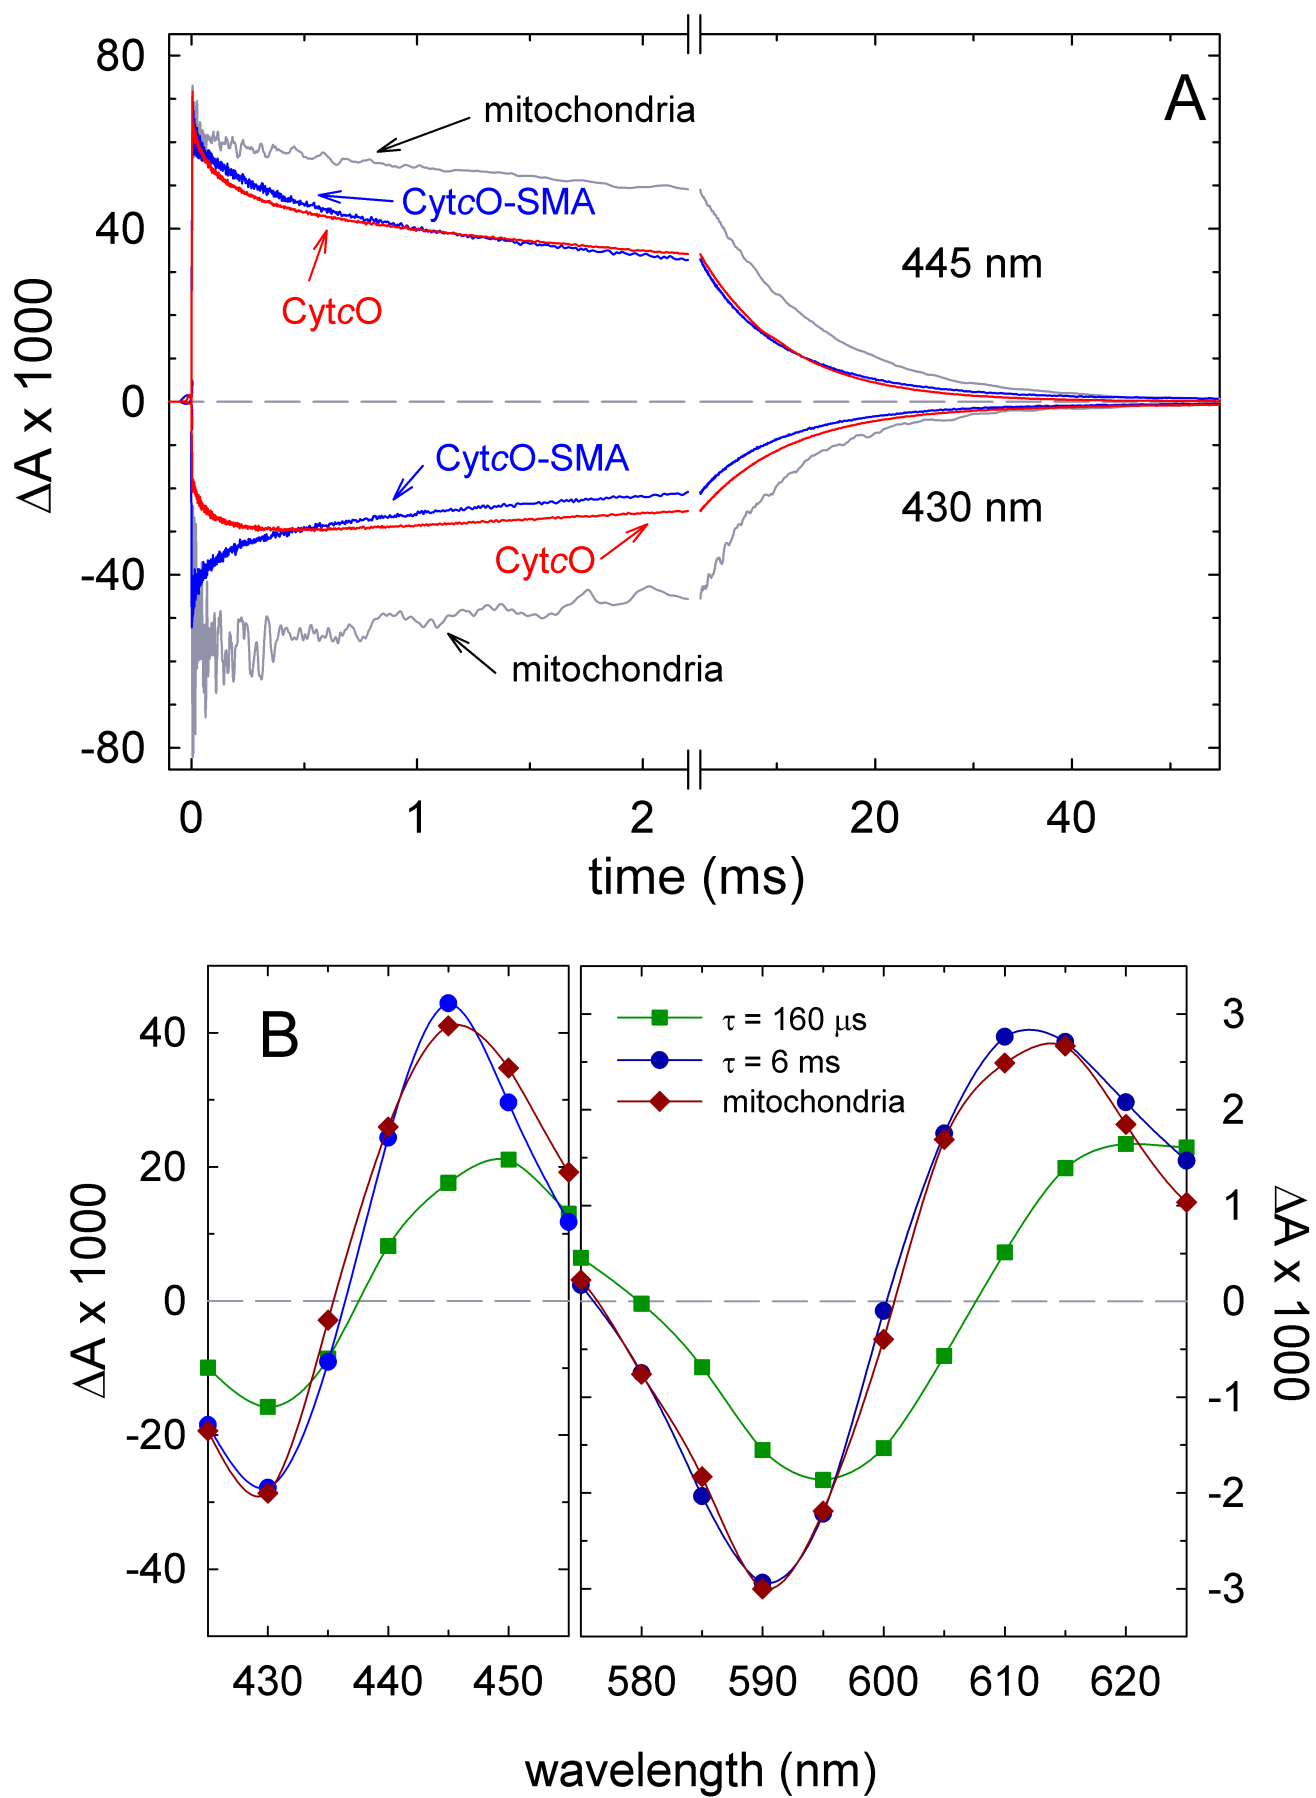 80
A
mitochondria
CytcO-SMA
40
445 nm
CytcO
ΔA x 1000
0
CytcO-SMA
430 nm
CytcO
-40
mitochondria
-80
0 1 2 20 40
time (ms)
B
τ = 160 µs
τ = 6 ms
mitochondria
40
20
0
-20
-40
ΔA x 1000
3
2
1
0
-1
-2
-3
ΔA x 1000
430 440 450 580 590 600 610 620
wavelength (nm)